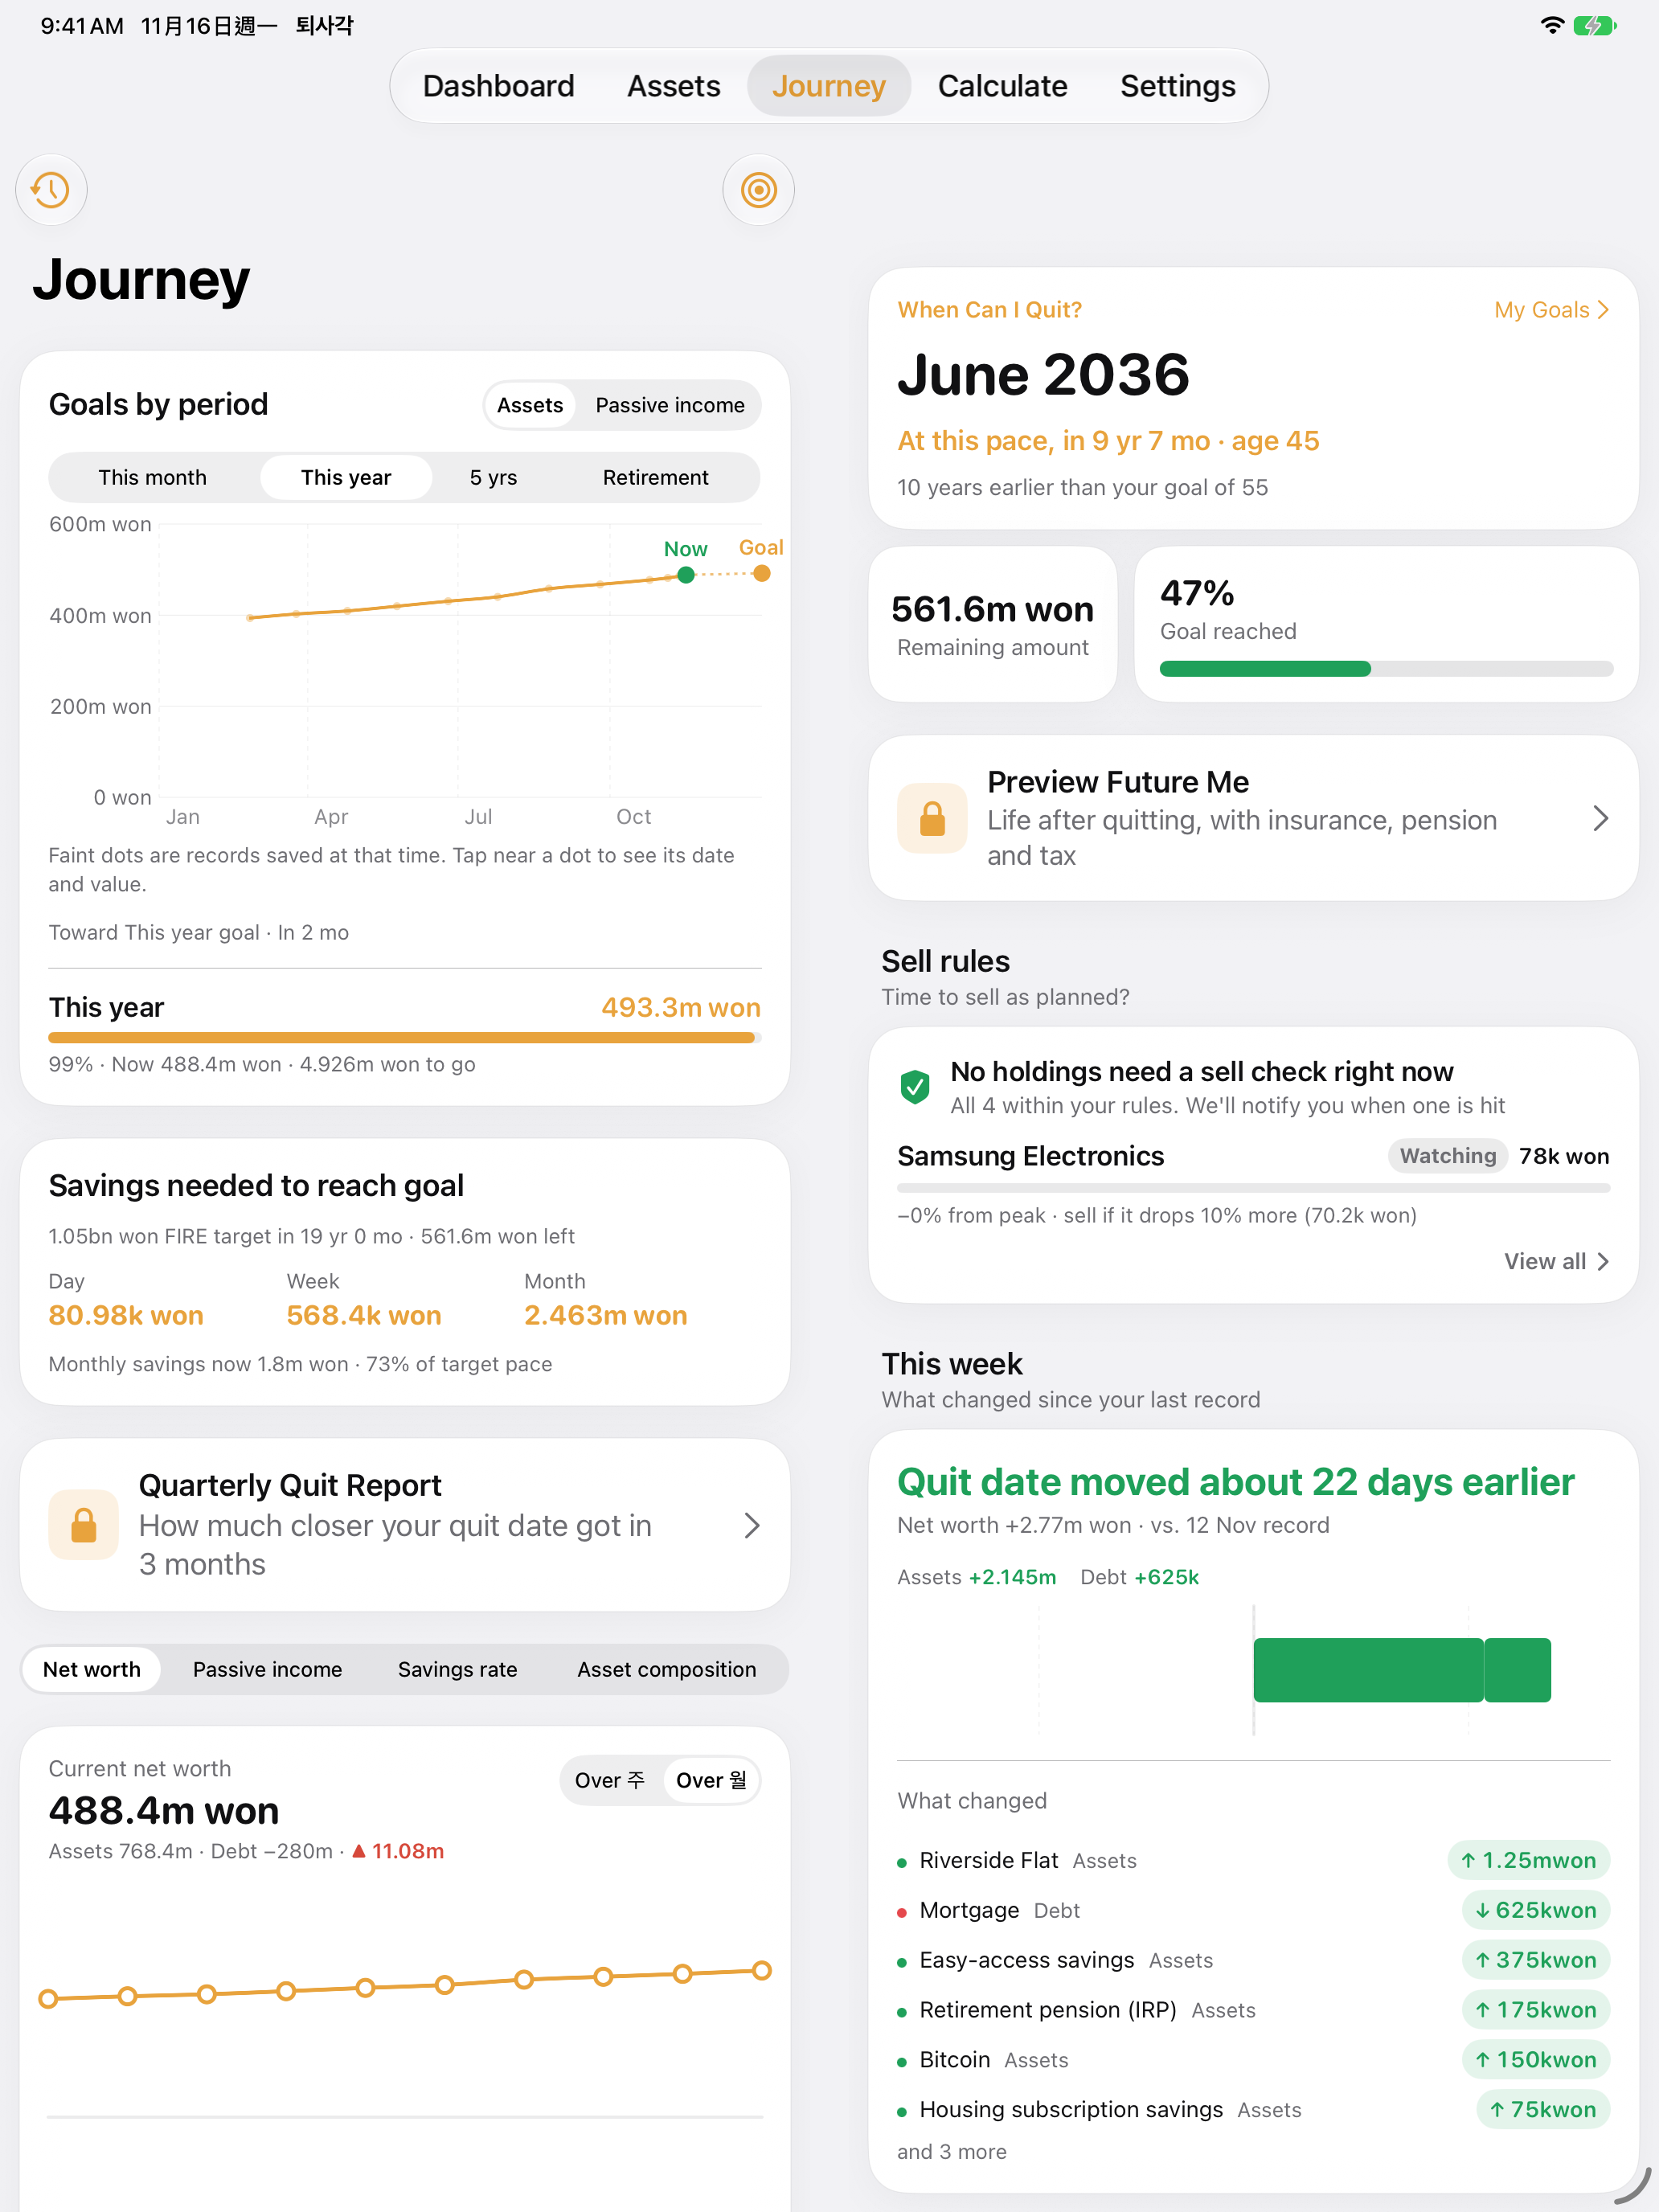 9:41 AM 11月16日週一 퇴사각
Dashboard
Assets
Journey
Calculate
Settings
Journey
Goals by period
Assets
Passive income
This month
This year
5 yrs
Retirement
600m won
400m won
200m won
0 won
Now
Goal
Jan
Apr
Jul
Oct
Faint dots are records saved at that time. Tap near a dot to see its date
and value.
Toward This year goal · In 2 mo
This year
493.3m won
99% · Now 488.4m won · 4.926m won to go
Savings needed to reach goal
1.05bn won FIRE target in 19 yr 0 mo · 561.6m won left
Day
Week
Month
80.98k won
568.4k won
2.463m won
Monthly savings now 1.8m won · 73% of target pace
Quarterly Quit Report
How much closer your quit date got in
3 months
Net worth
Passive income
Savings rate
Asset composition
Current net worth
Over 주
Over 월
488.4m won
Assets 768.4m · Debt −280m · ▲ 11.08m
When Can I Quit?
My Goals
June 2036
At this pace, in 9 yr 7 mo · age 45
10 years earlier than your goal of 55
561.6m won
Remaining amount
47%
Goal reached
Preview Future Me
Life after quitting, with insurance, pension
and tax
Sell rules
Time to sell as planned?
No holdings need a sell check right now
All 4 within your rules. We'll notify you when one is hit
Samsung Electronics
Watching
78k won
−0% from peak · sell if it drops 10% more (70.2k won)
View all
This week
What changed since your last record
Quit date moved about 22 days earlier
Net worth +2.77m won · vs. 12 Nov record
Assets +2.145m Debt +625k
What changed
Riverside Flat Assets ↑ 1.25mwon
Mortgage Debt ↓ 625kwon
Easy-access savings Assets ↑ 375kwon
Retirement pension (IRP) Assets ↑ 175kwon
Bitcoin Assets ↑ 150kwon
Housing subscription savings Assets ↑ 75kwon
and 3 more